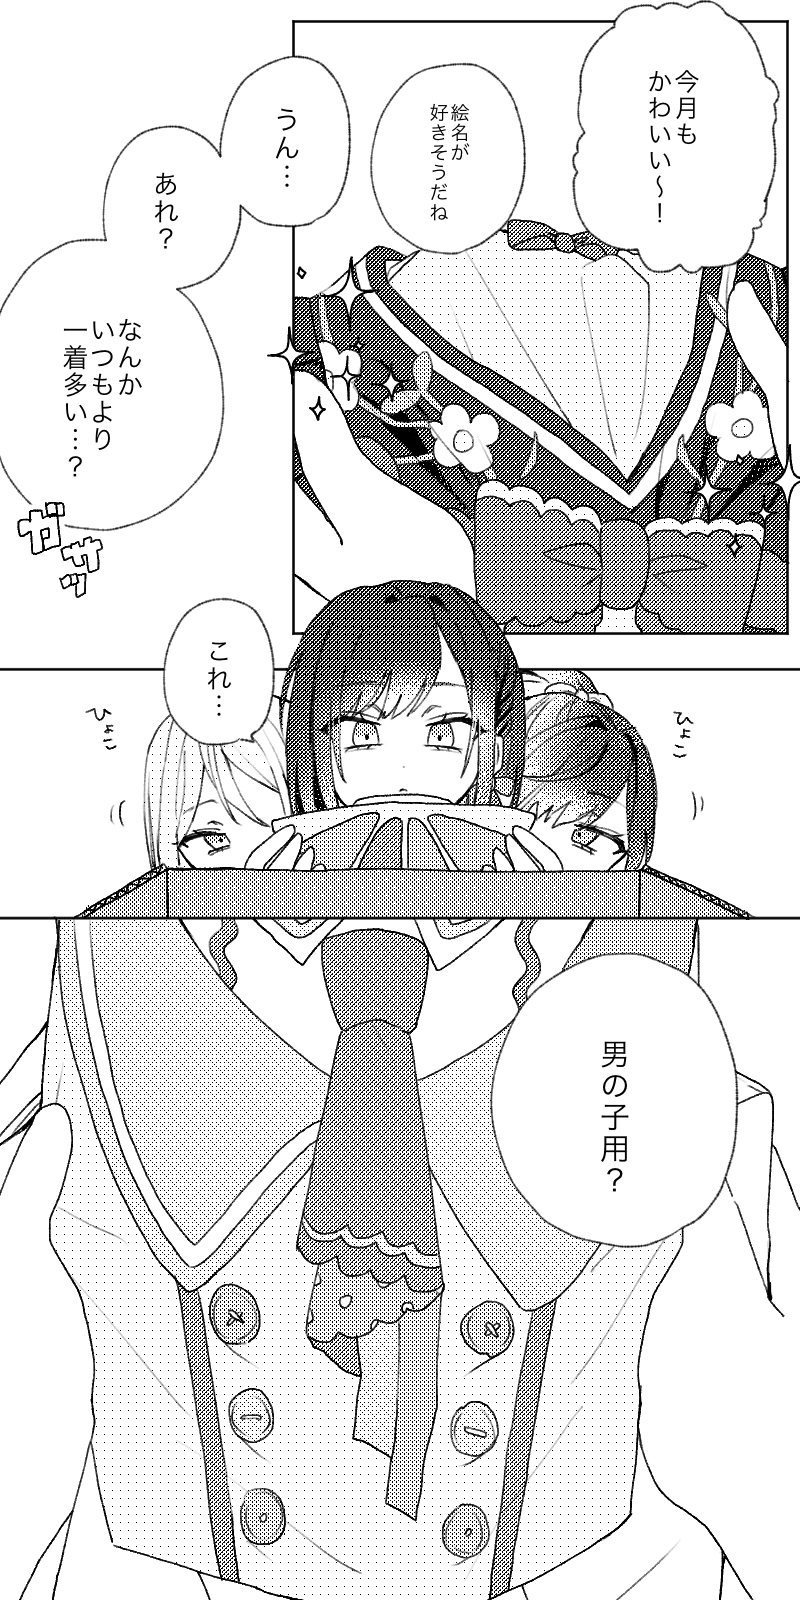 今月も
かわいい〜！
絵名が
好きそうだね
うん…
あれ？
なんか
いつもより
一着多い…？
ガサッ
これ…
ひょこ
ひょこ
男の子用？